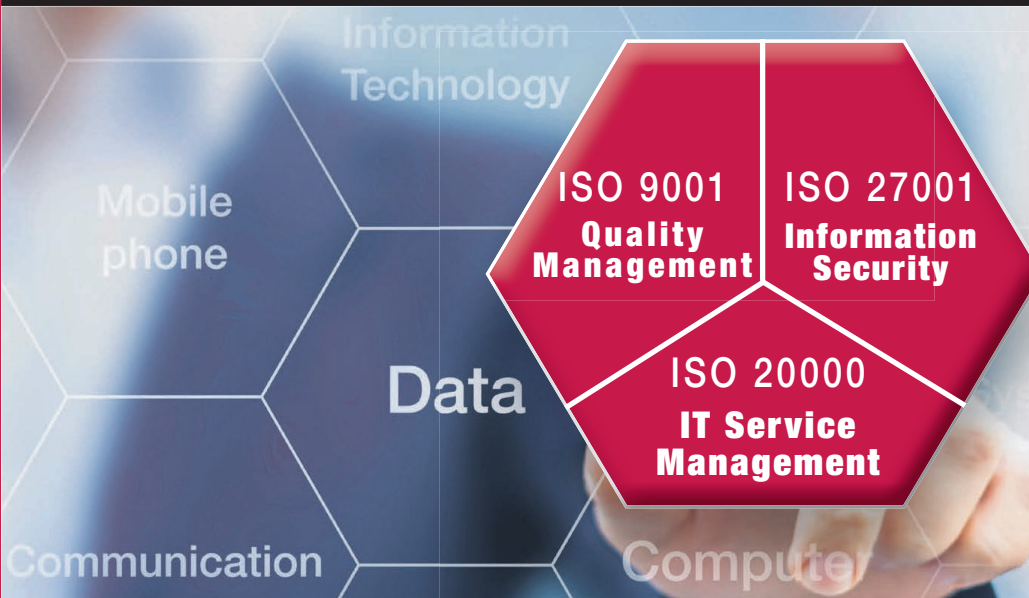 Information
Technology
Mobile
phone
Data
Communication
Computer
ISO 9001
Quality
Management
ISO 27001
Information
Security
ISO 20000
IT Service
Management